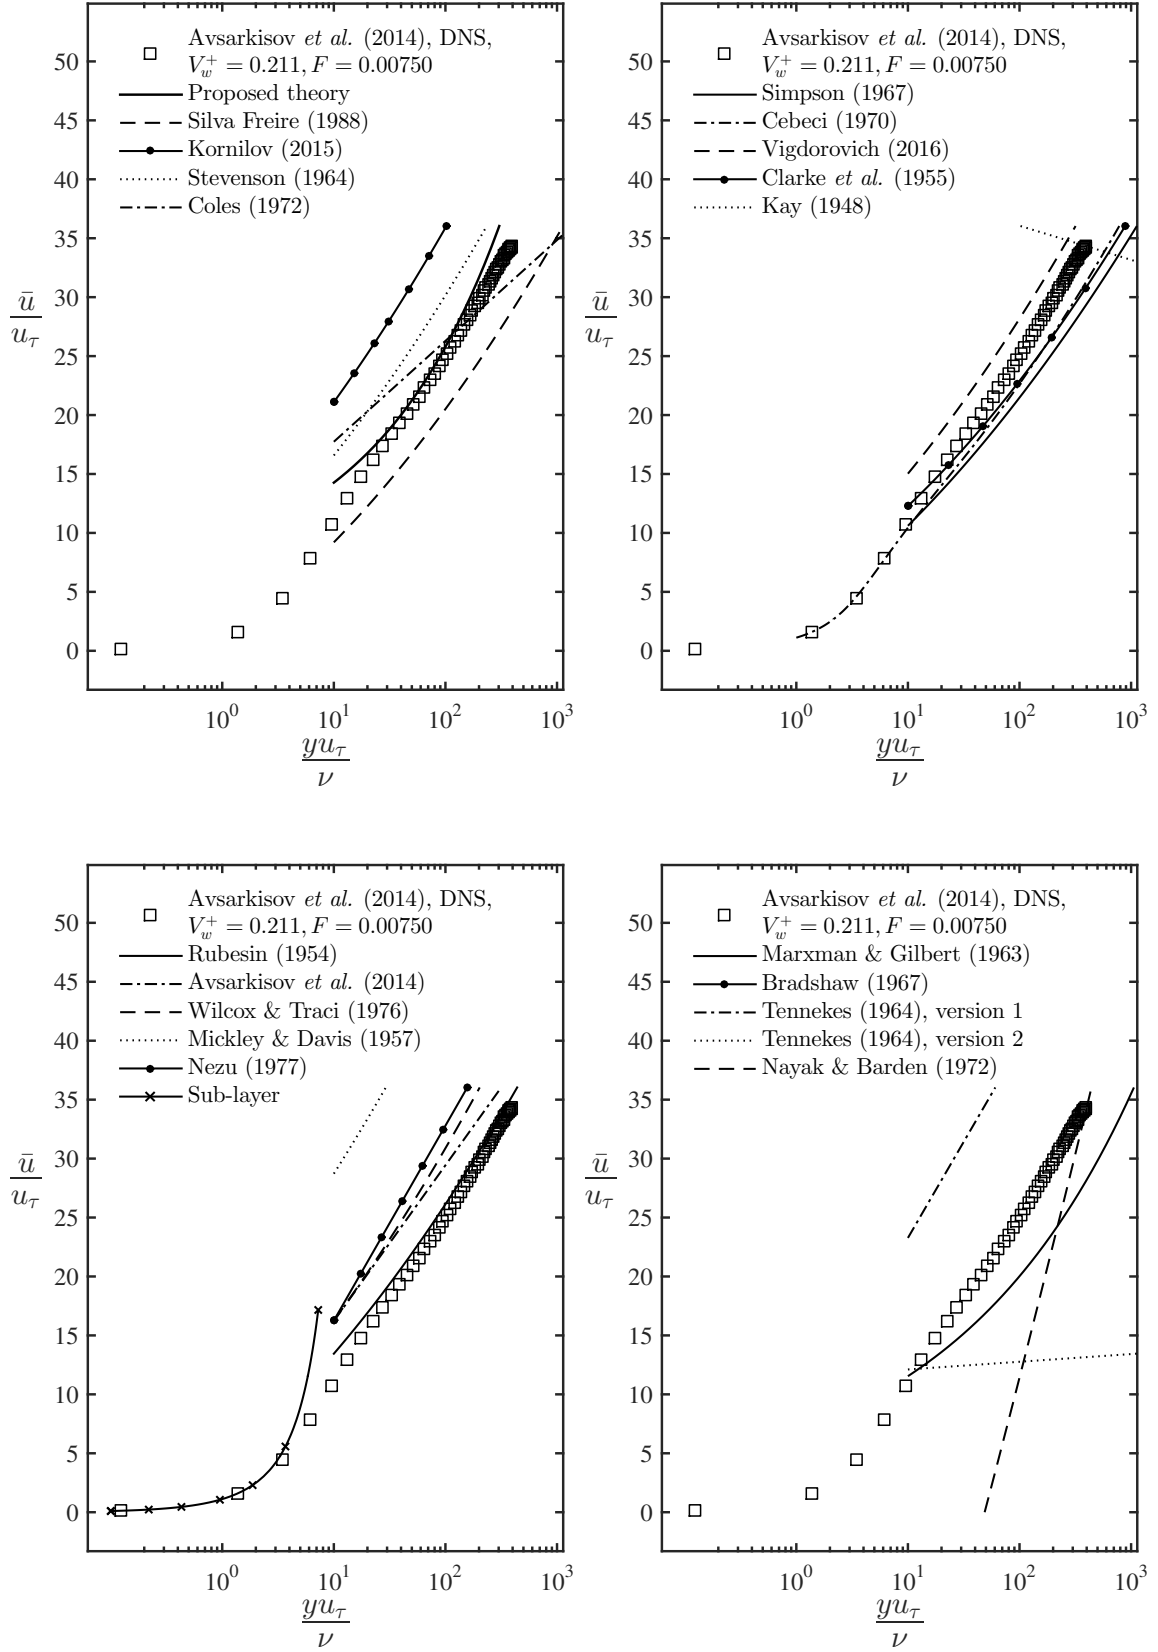 Avsarkisov et al. (2014), DNS,
V_w^+ = 0.211, F = 0.00750
Proposed theory
Silva Freire (1988)
Kornilov (2015)
Stevenson (1964)
Coles (1972)
50
45
40
35
30
25
20
15
10
5
0
ū
u_τ
10^0
10^1
10^2
10^3
yu_τ
ν
Avsarkisov et al. (2014), DNS,
V_w^+ = 0.211, F = 0.00750
Simpson (1967)
Cebeci (1970)
Vigdorovich (2016)
Clarke et al. (1955)
Kay (1948)
50
45
40
35
30
25
20
15
10
5
0
ū
u_τ
10^0
10^1
10^2
10^3
yu_τ
ν
Avsarkisov et al. (2014), DNS,
V_w^+ = 0.211, F = 0.00750
Rubesin (1954)
Avsarkisov et al. (2014)
Wilcox & Traci (1976)
Mickley & Davis (1957)
Nezu (1977)
Sub-layer
50
45
40
35
30
25
20
15
10
5
0
ū
u_τ
10^0
10^1
10^2
10^3
yu_τ
ν
Avsarkisov et al. (2014), DNS,
V_w^+ = 0.211, F = 0.00750
Marxman & Gilbert (1963)
Bradshaw (1967)
Tennekes (1964), version 1
Tennekes (1964), version 2
Nayak & Barden (1972)
50
45
40
35
30
25
20
15
10
5
0
ū
u_τ
10^0
10^1
10^2
10^3
yu_τ
ν